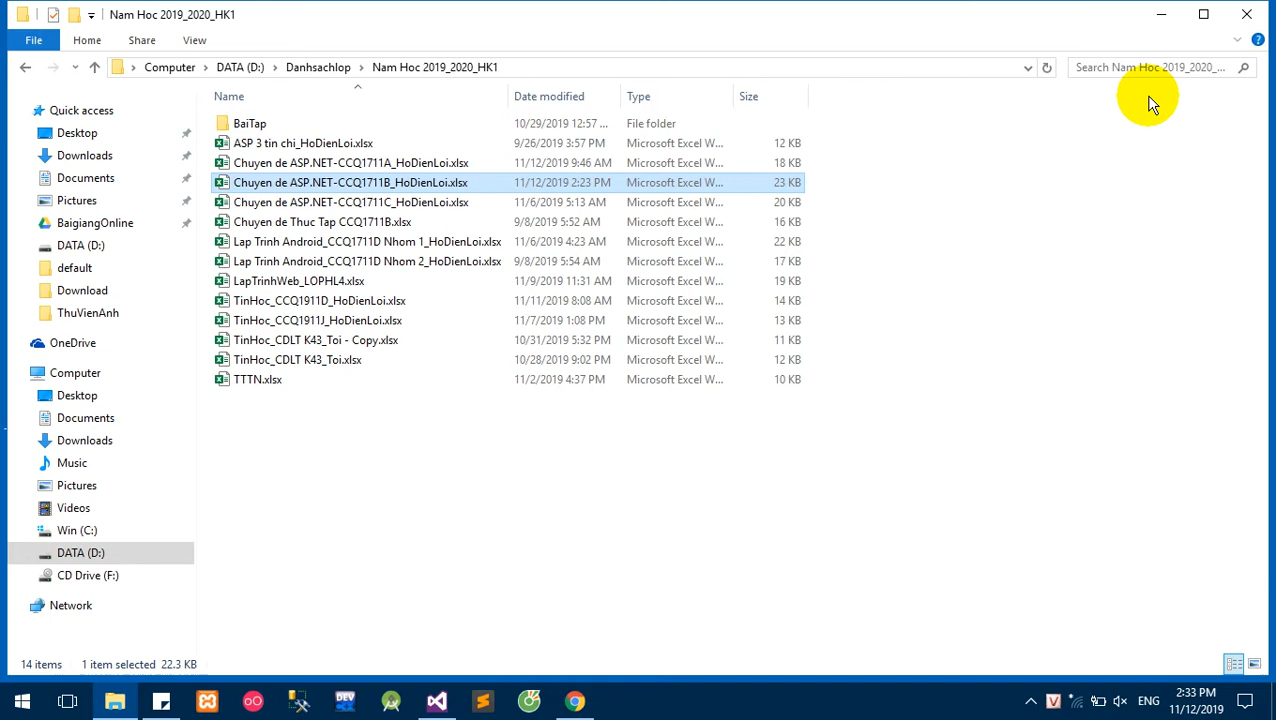 Nam Hoc 2019_2020_HK1
File Home Share View
Computer DATA (D:) Danhsachlop Nam Hoc 2019_2020_HK1
Search Nam Hoc 2019_2020_...
Name Date modified Type Size
Quick access
Desktop
Downloads
Documents
Pictures
BaigiangOnline
DATA (D:)
default
Download
ThuVienAnh
OneDrive
Computer
Desktop
Documents
Downloads
Music
Pictures
Videos
Win (C:)
DATA (D:)
CD Drive (F:)
Network
BaiTap 10/29/2019 12:57 ... File folder
ASP 3 tin chi_HoDienLoi.xlsx 9/26/2019 3:57 PM Microsoft Excel W... 12 KB
Chuyen de ASP.NET-CCQ1711A_HoDienLoi.xlsx 11/12/2019 9:46 AM Microsoft Excel W... 18 KB
Chuyen de ASP.NET-CCQ1711B_HoDienLoi.xlsx 11/12/2019 2:23 PM Microsoft Excel W... 23 KB
Chuyen de ASP.NET-CCQ1711C_HoDienLoi.xlsx 11/6/2019 5:13 AM Microsoft Excel W... 20 KB
Chuyen de Thuc Tap CCQ1711B.xlsx 9/8/2019 5:52 AM Microsoft Excel W... 16 KB
Lap Trinh Android_CCQ1711D Nhom 1_HoDienLoi.xlsx 11/6/2019 4:23 AM Microsoft Excel W... 22 KB
Lap Trinh Android_CCQ1711D Nhom 2_HoDienLoi.xlsx 9/8/2019 5:54 AM Microsoft Excel W... 17 KB
LapTrinhWeb_LOPHL4.xlsx 11/9/2019 11:31 AM Microsoft Excel W... 19 KB
TinHoc_CCQ1911D_HoDienLoi.xlsx 11/11/2019 8:08 AM Microsoft Excel W... 14 KB
TinHoc_CCQ1911J_HoDienLoi.xlsx 11/7/2019 1:08 PM Microsoft Excel W... 13 KB
TinHoc_CDLT K43_Toi - Copy.xlsx 10/31/2019 5:32 PM Microsoft Excel W... 11 KB
TinHoc_CDLT K43_Toi.xlsx 10/28/2019 9:02 PM Microsoft Excel W... 12 KB
TTTN.xlsx 11/2/2019 4:37 PM Microsoft Excel W... 10 KB
14 items 1 item selected 22.3 KB
DEV
V
ENG
2:33 PM
11/12/2019